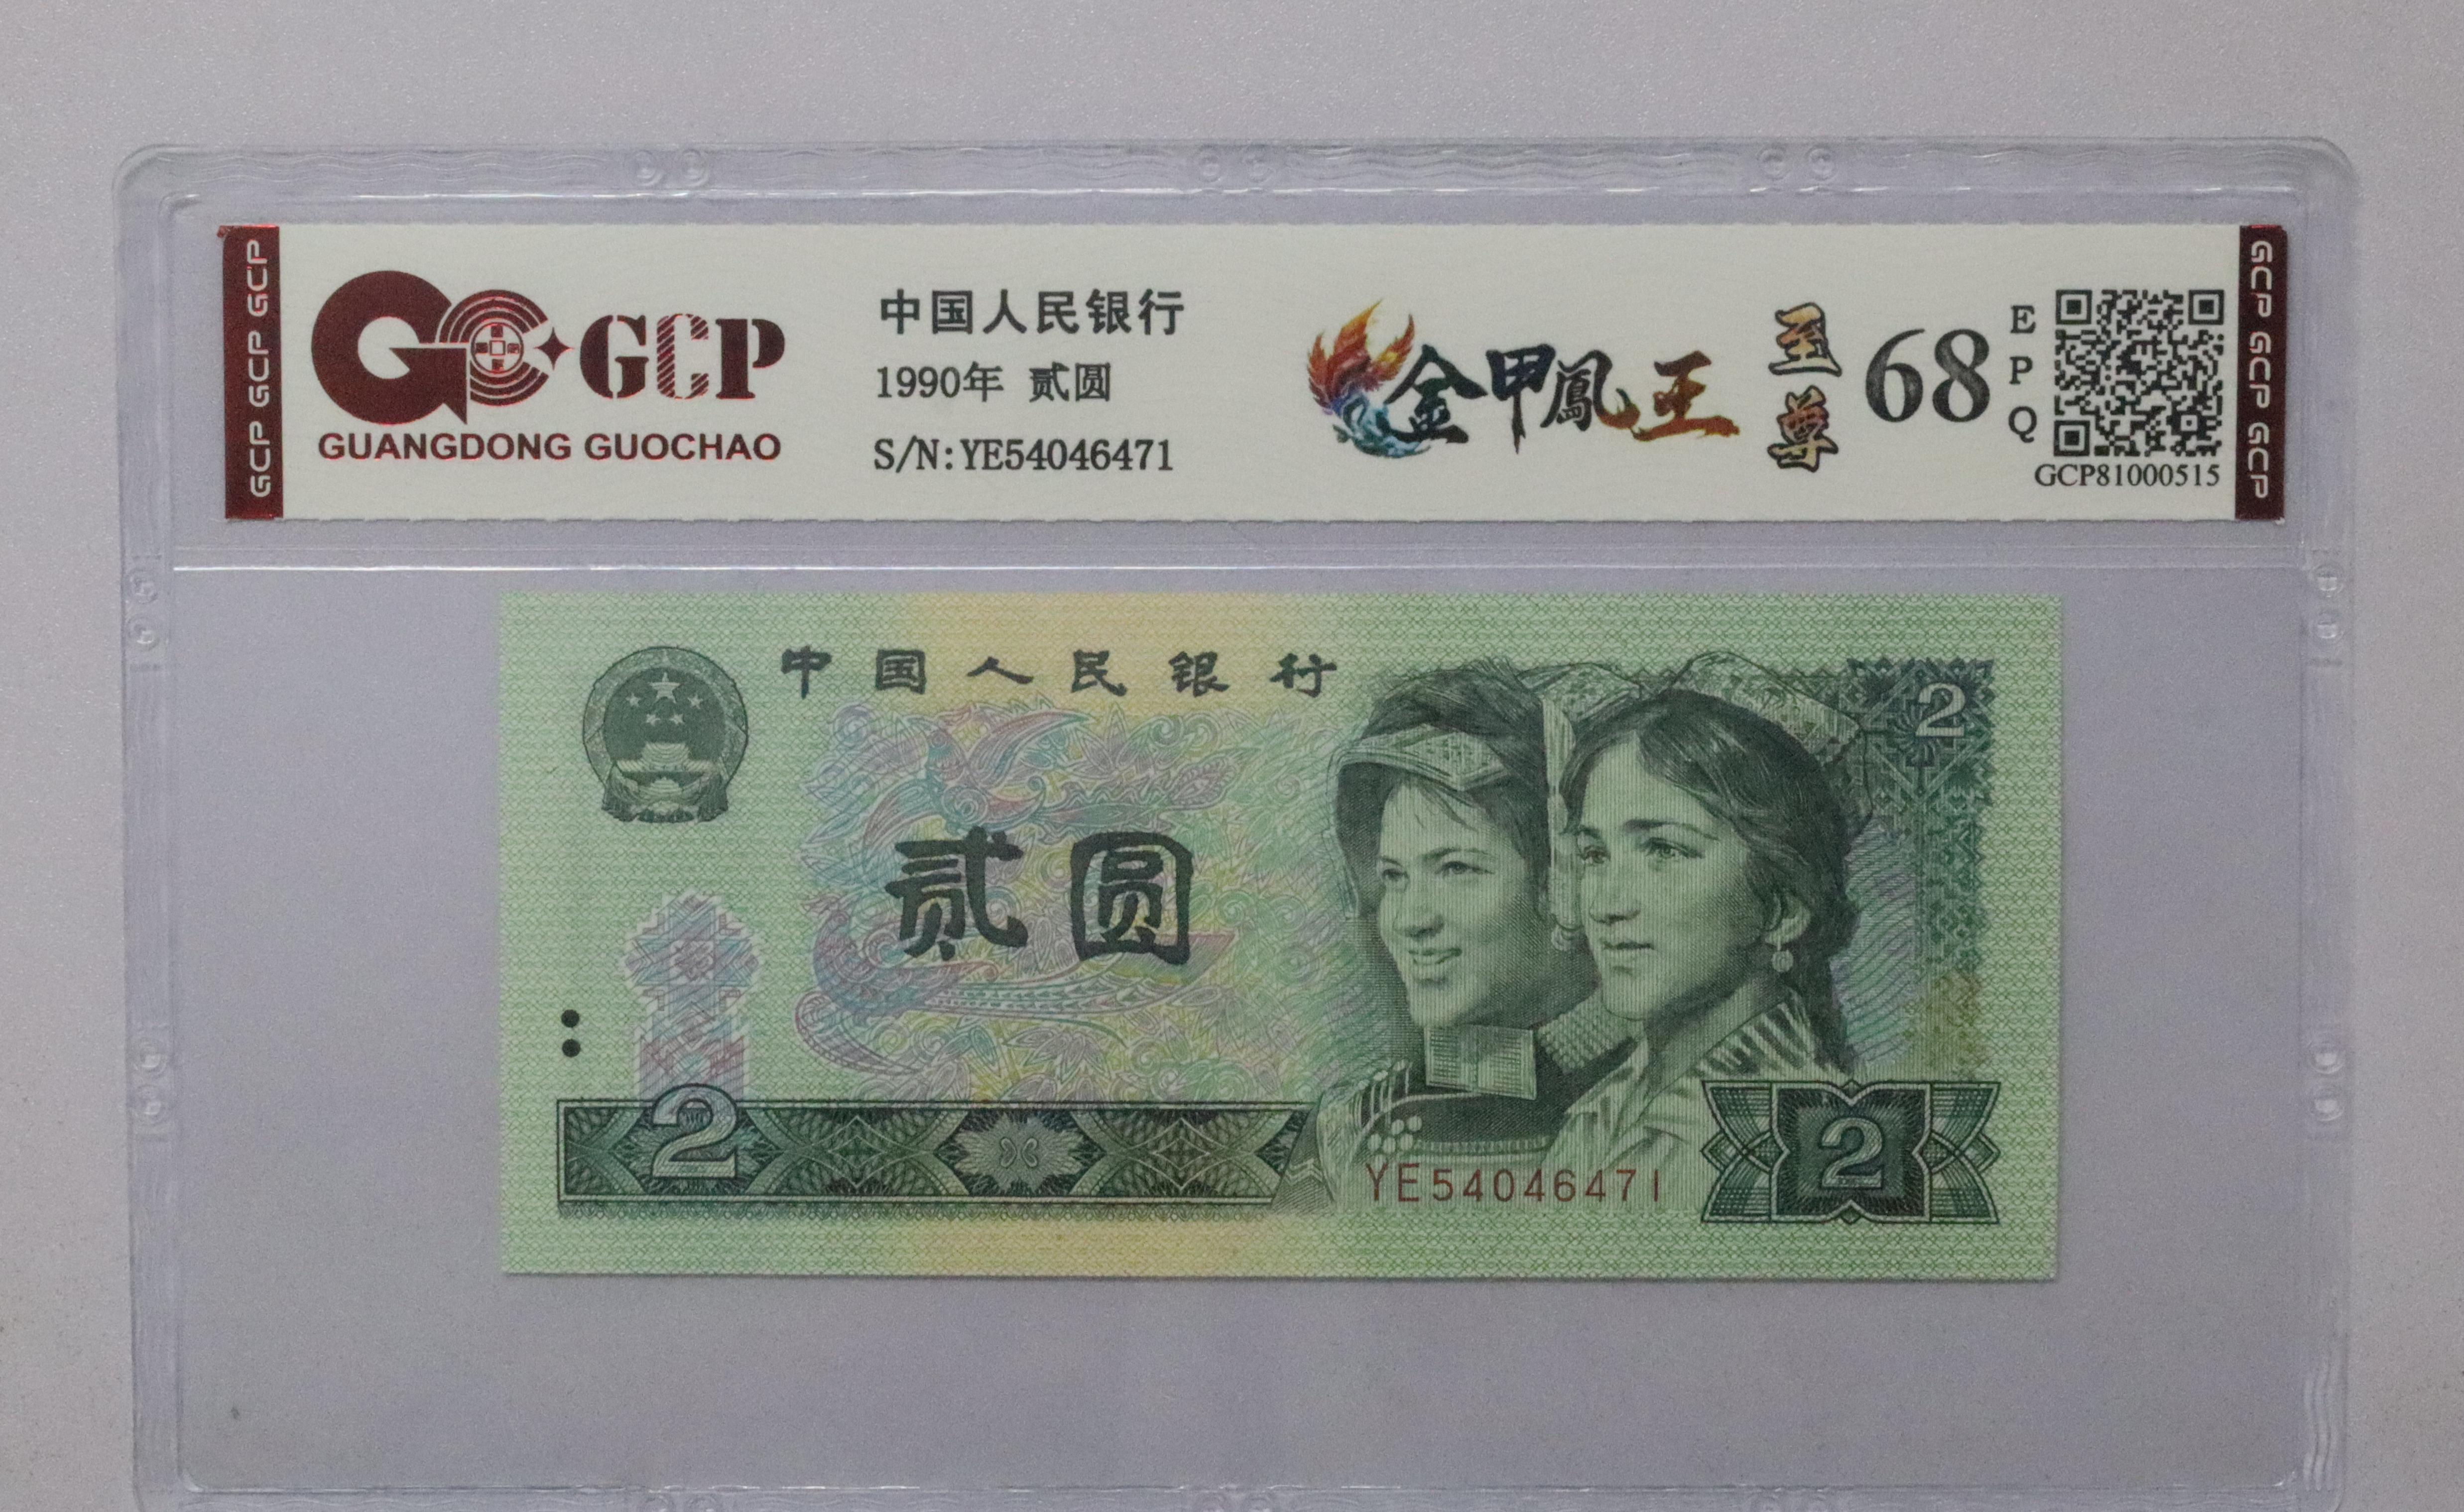 GCP GCP GCP
GCP
GUANGDONG GUOCHAO
中国人民银行
1990年 贰圆
S/N:YE54046471
金甲鳳王
至尊
68
EPQ
GCP81000515
GCP GCP GCP
中国人民银行
2
贰圆
2
YE54046471
2